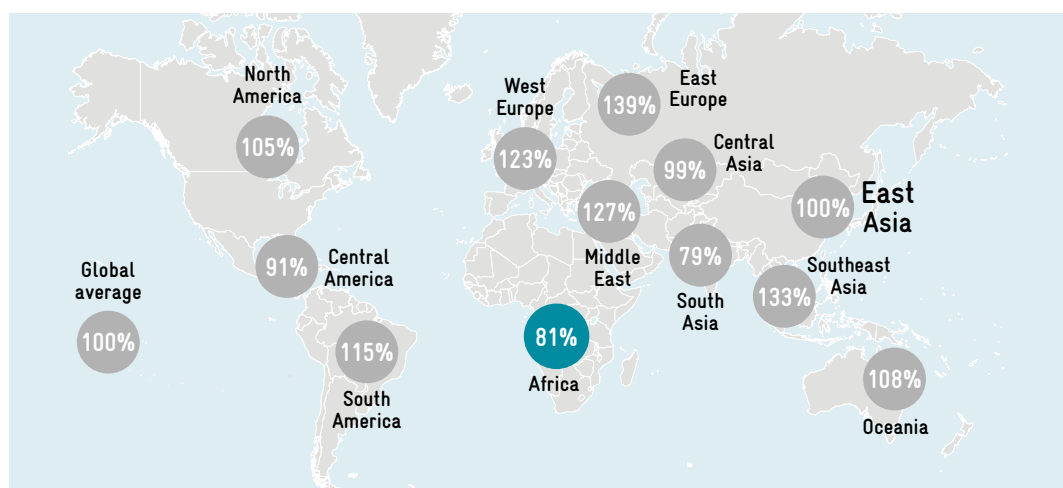 North
America
105%
West
Europe
123%
East
Europe
139%
Central
Asia
99%
East
Asia
100%
127%
Middle
East
79%
South
Asia
Southeast
Asia
133%
Central
America
91%
Global
average
100%
115%
South
America
81%
Africa
108%
Oceania